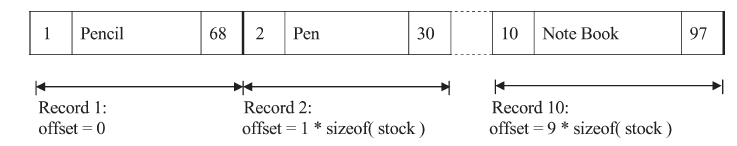 1 Pencil 68 2 Pen 30 10 Note Book 97
Record 1: Record 2: Record 10:
offset = 0 offset = 1 * sizeof( stock ) offset = 9 * sizeof( stock )